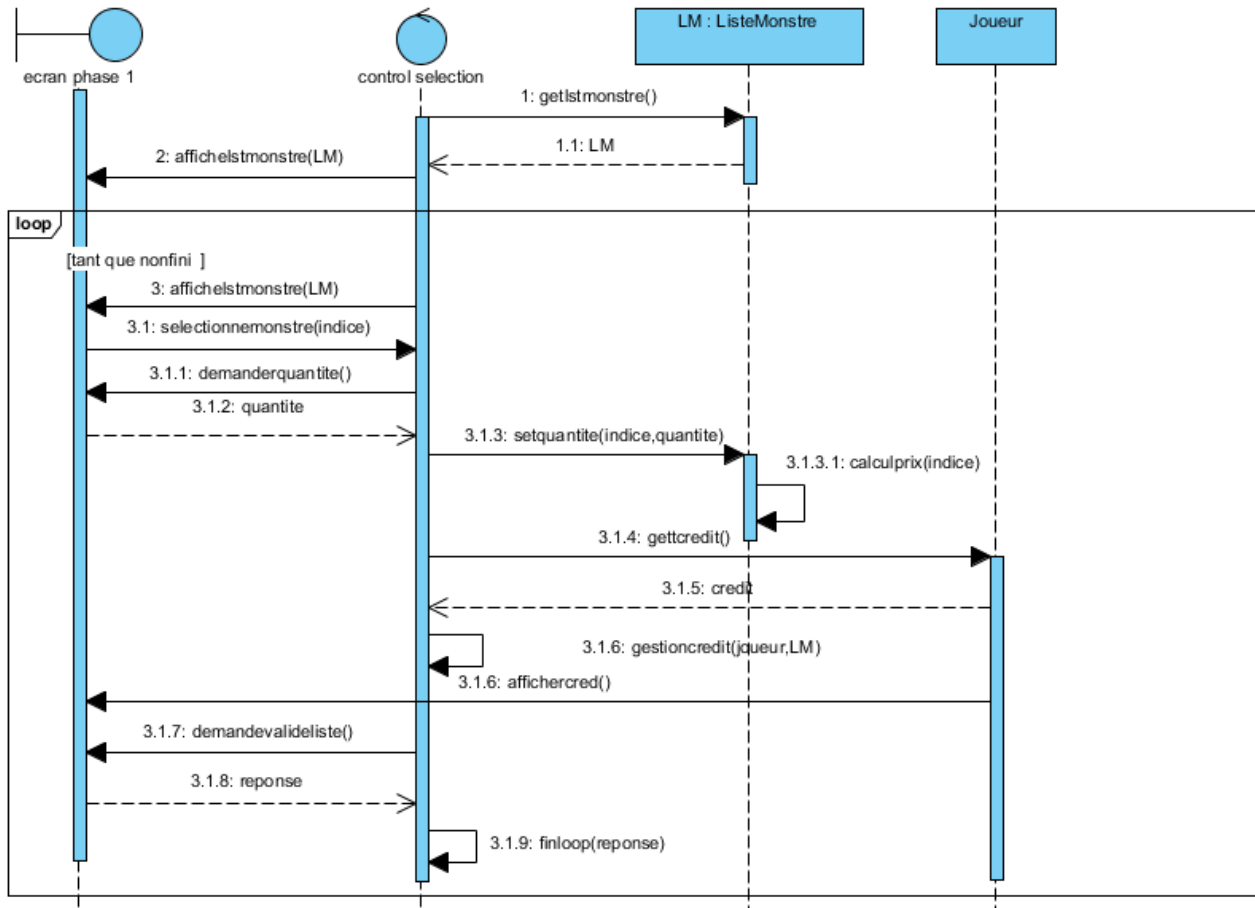 LM : ListeMonstre
Joueur
ecran phase 1
control selection
1: getlstmonstre()
1.1: LM
2: affichelstmonstre(LM)
loop
[tant que nonfini ]
3: affichelstmonstre(LM)
3.1: selectionnemonstre(indice)
3.1.1: demanderquantite()
3.1.2: quantite
3.1.3: setquantite(indice,quantite)
3.1.3.1: calculprix(indice)
3.1.4: gettcredit()
3.1.5: credit
3.1.6: gestioncredit(joueur,LM)
3.1.6: affichercred()
3.1.7: demandevalideliste()
3.1.8: reponse
3.1.9: finloop(reponse)